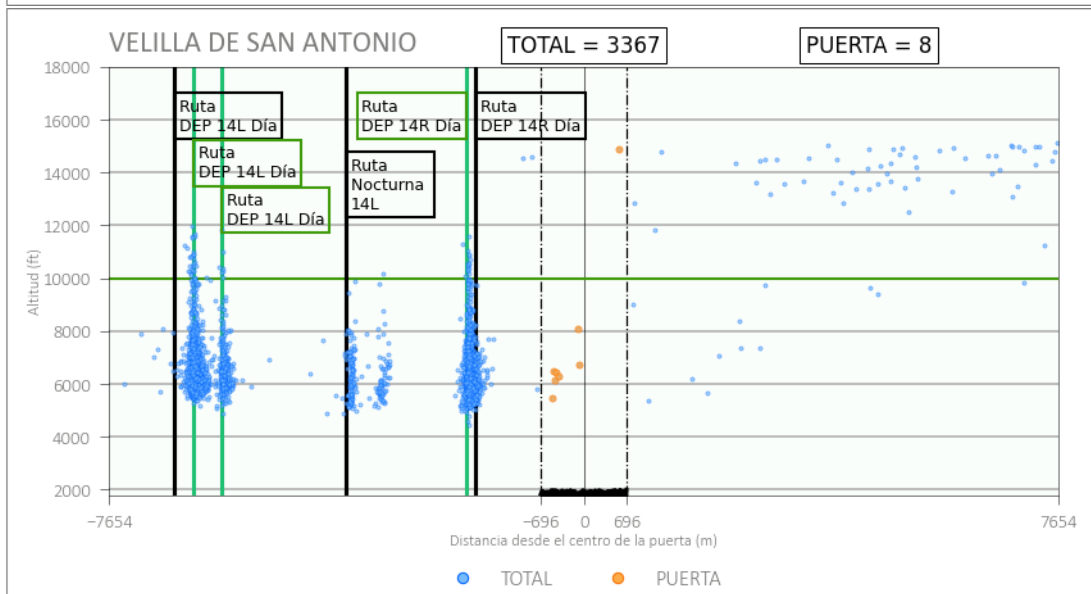 VELILLA DE SAN ANTONIO
TOTAL = 3367
PUERTA = 8
18000
16000
14000
12000
10000
8000
6000
4000
2000
Altitud (ft)
Ruta
DEP 14L Día
Ruta
DEP 14L Día
Ruta
DEP 14L Día
Ruta
Nocturna
14L
Ruta
DEP 14R Día
Ruta
DEP 14R Día
−7654
−696
0
696
7654
Distancia desde el centro de la puerta (m)
TOTAL
PUERTA